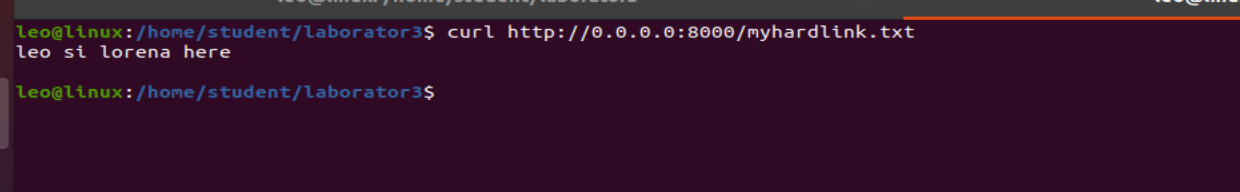 leo@linux:/home/student/laborator3$ curl http://0.0.0.0:8000/myhardlink.txt
leo si lorena here
leo@linux:/home/student/laborator3$